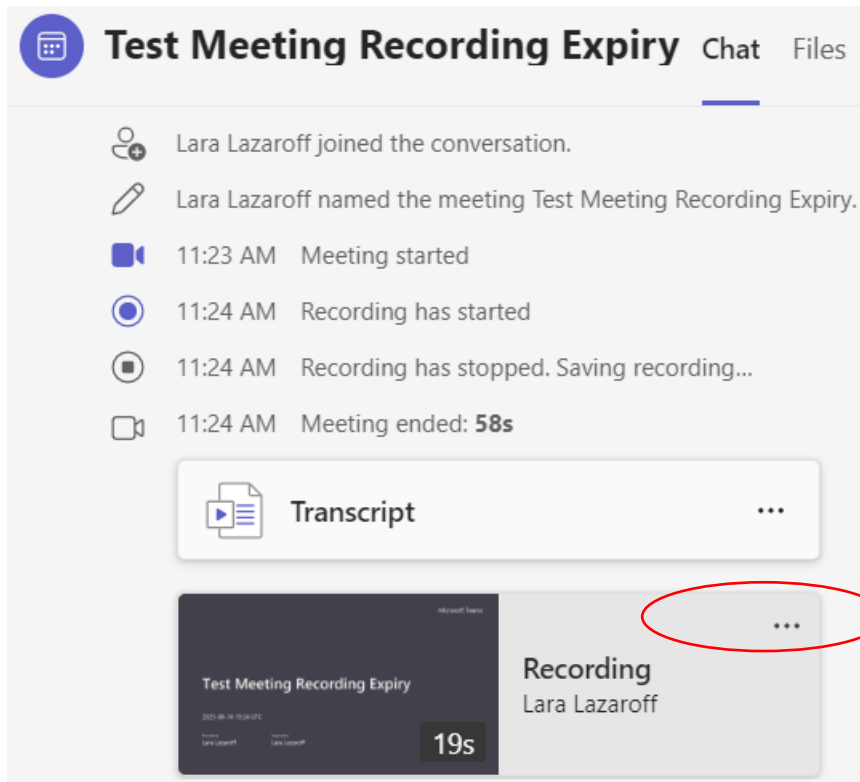 Test Meeting Recording Expiry Chat Files
Lara Lazaroff joined the conversation.
Lara Lazaroff named the meeting Test Meeting Recording Expiry.
11:23 AM Meeting started
11:24 AM Recording has started
11:24 AM Recording has stopped. Saving recording...
11:24 AM Meeting ended: 58s
Transcript
Microsoft Teams
Test Meeting Recording Expiry
Lara Lazaroff Lara Lazaroff
19s
Recording
Lara Lazaroff